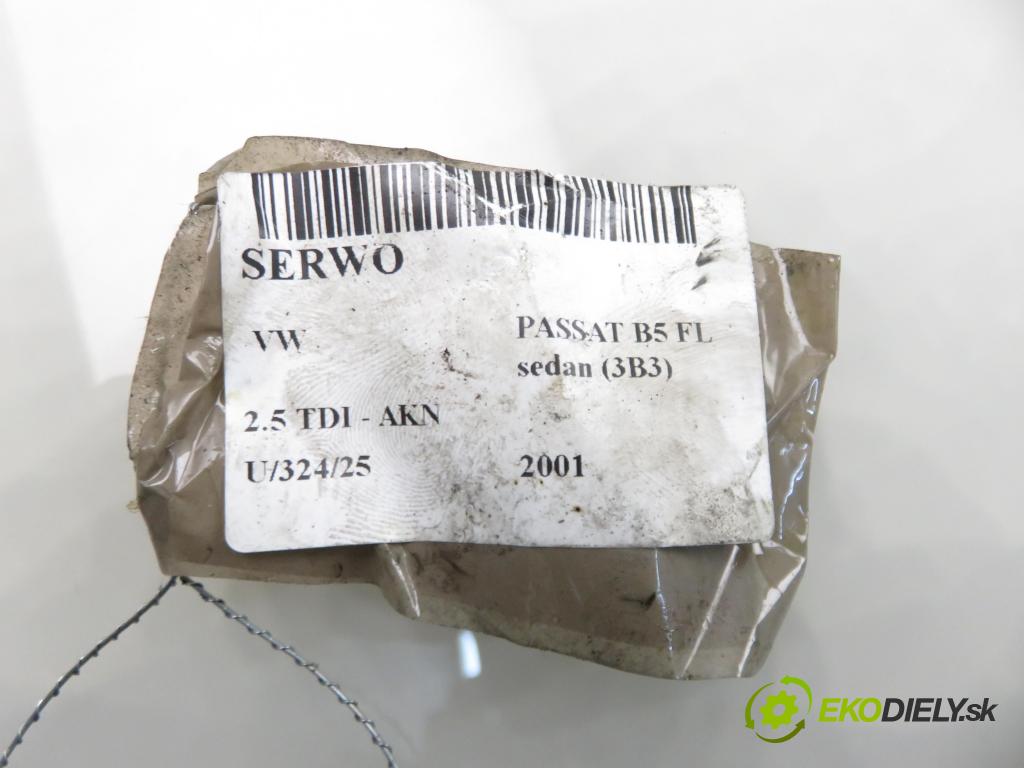 SERWO
VW
PASSAT B5 FL
sedan (3B3)
2.5 TDI - AKN
U/324/25
2001
EKODIELY.sk